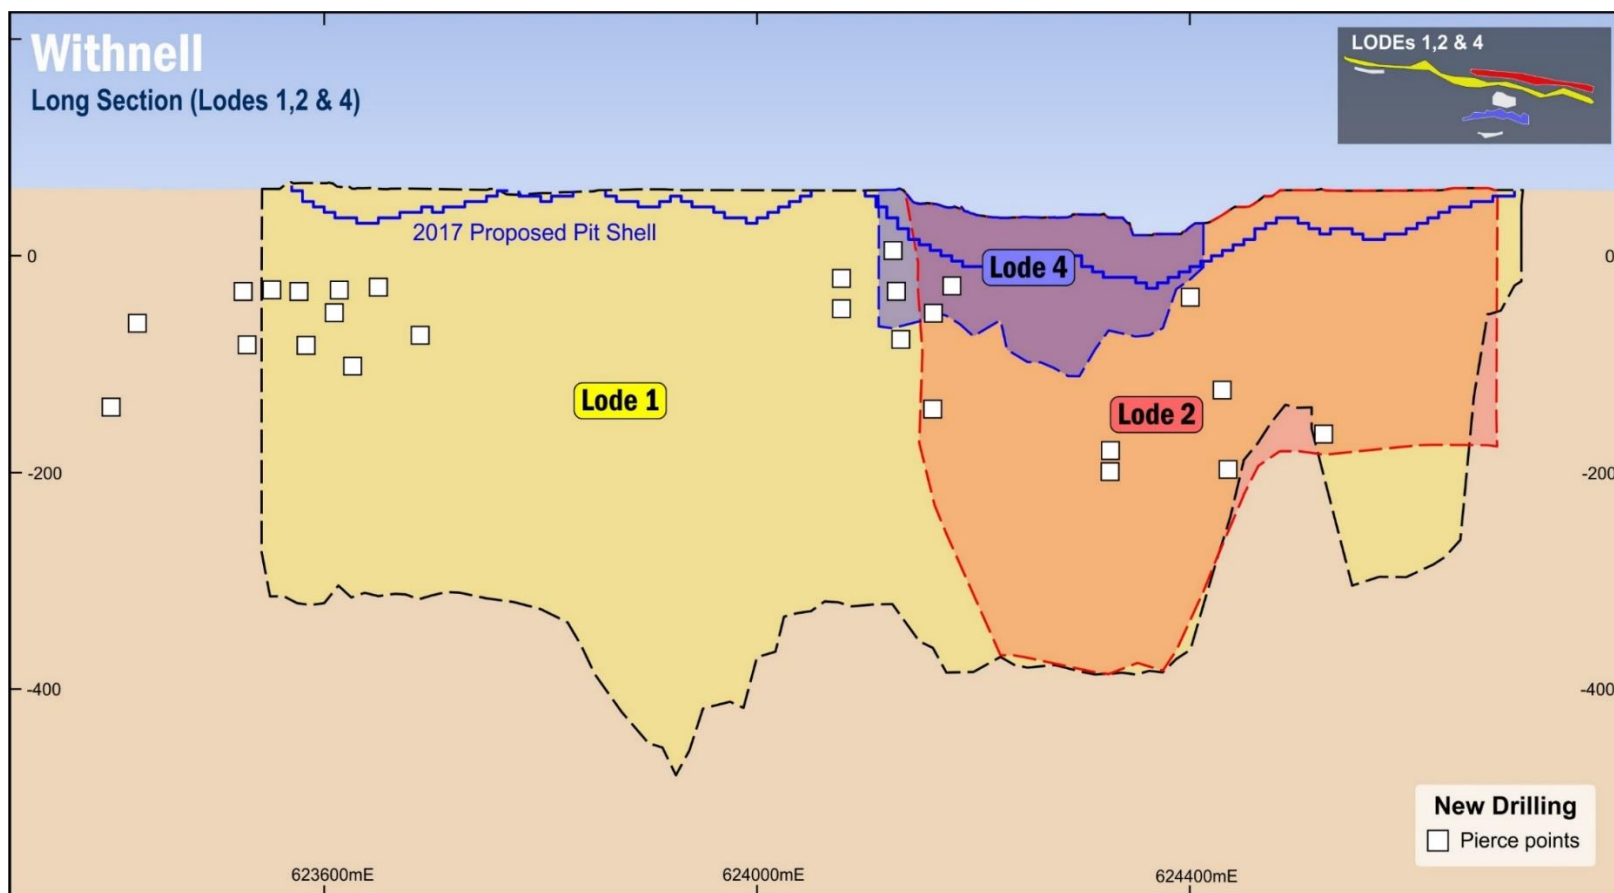 Withnell
Long Section (Lodes 1,2 & 4)
LODEs 1,2 & 4
2017 Proposed Pit Shell
0
0
Lode 4
Lode 1
Lode 2
-200
-200
-400
-400
New Drilling
Pierce points
623600mE
624000mE
624400mE